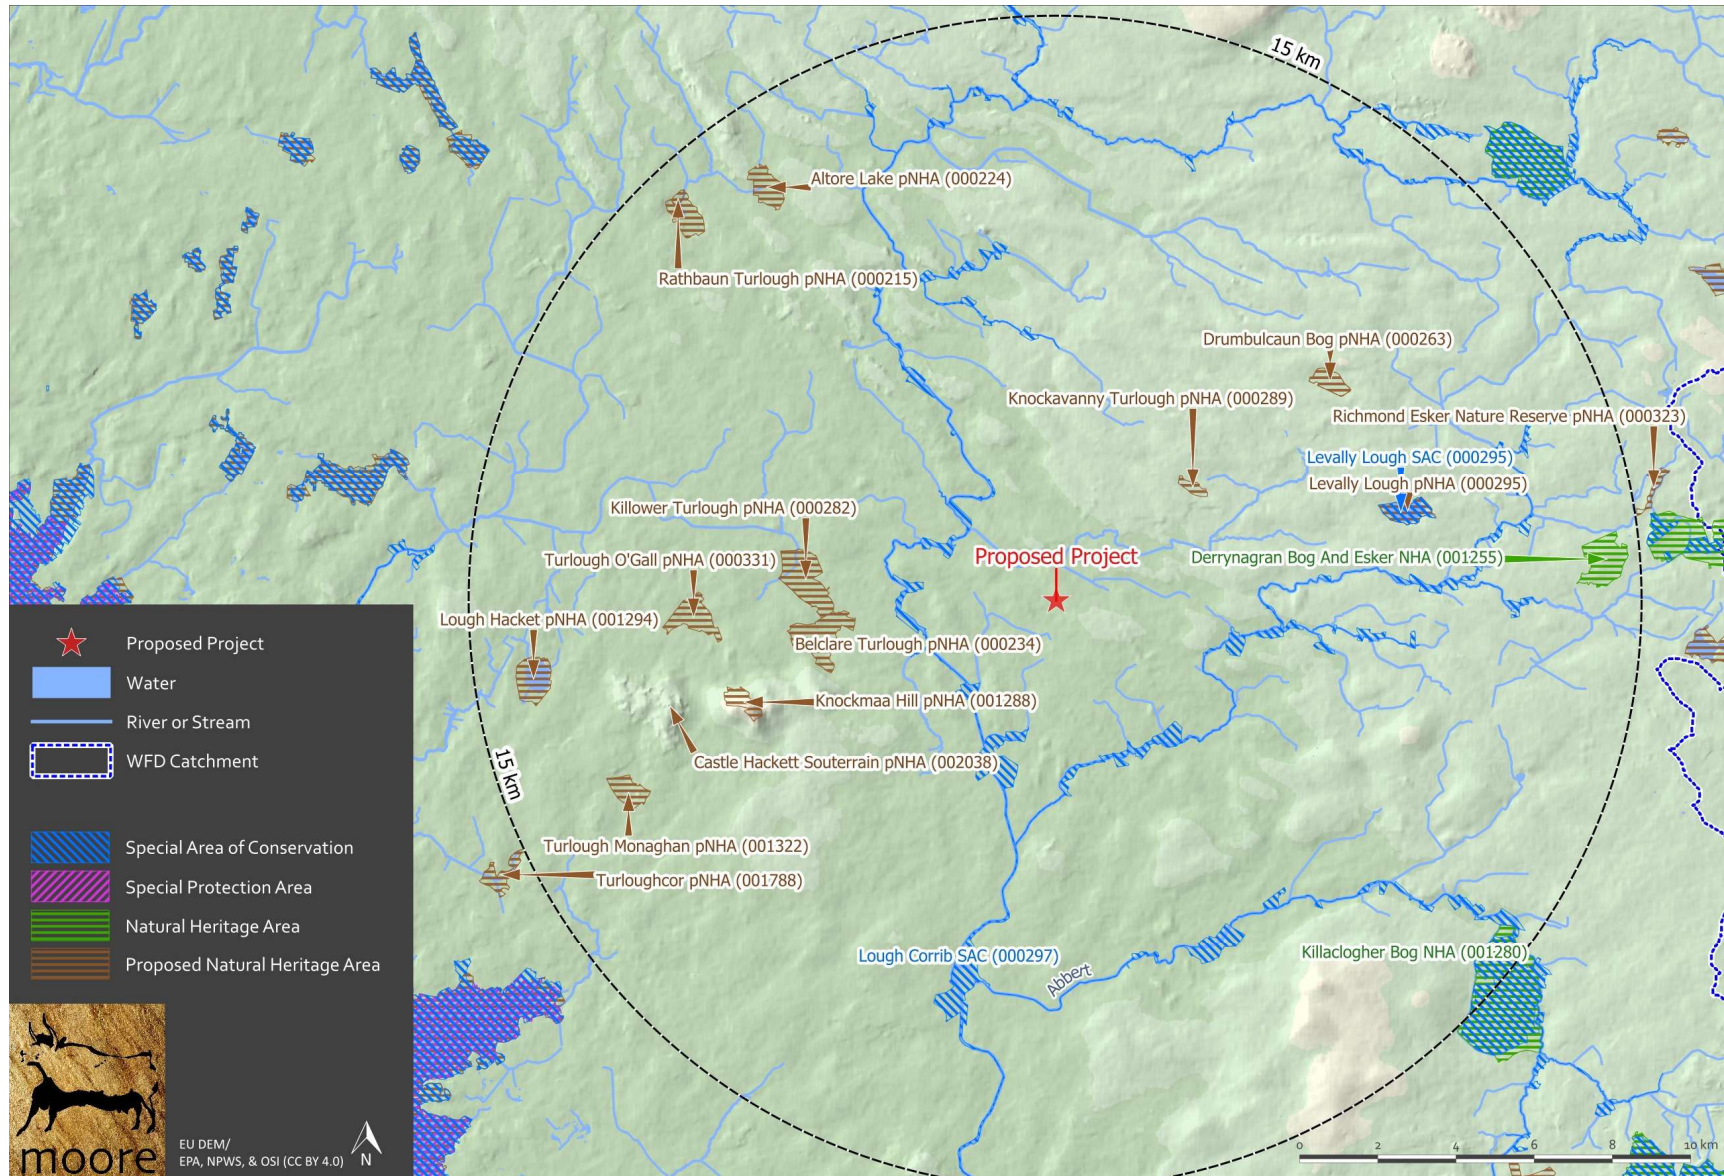 15 km
Altore Lake pNHA (000224)
Rathbaun Turlough pNHA (000215)
Drumbulcaun Bog pNHA (000263)
Knockavanny Turlough pNHA (000289)
Richmond Esker Nature Reserve pNHA (000323)
Levally Lough SAC (000295)
Levally Lough pNHA (000295)
Killower Turlough pNHA (000282)
Turlough O'Gall pNHA (000331)
Proposed Project
Derrynagran Bog And Esker NHA (001255)
Lough Hacket pNHA (001294)
Belclare Turlough pNHA (000234)
Knockmaa Hill pNHA (001288)
Castle Hackett Souterrain pNHA (002038)
15 km
Turlough Monaghan pNHA (001322)
Turloughcor pNHA (001788)
Lough Corrib SAC (000297)
Abbert
Killaclogher Bog NHA (001280)
Proposed Project
Water
River or Stream
WFD Catchment
Special Area of Conservation
Special Protection Area
Natural Heritage Area
Proposed Natural Heritage Area
moore
EU DEM/
EPA, NPWS, & OSI (CC BY 4.0)
N
0 2 4 6 8 10 km